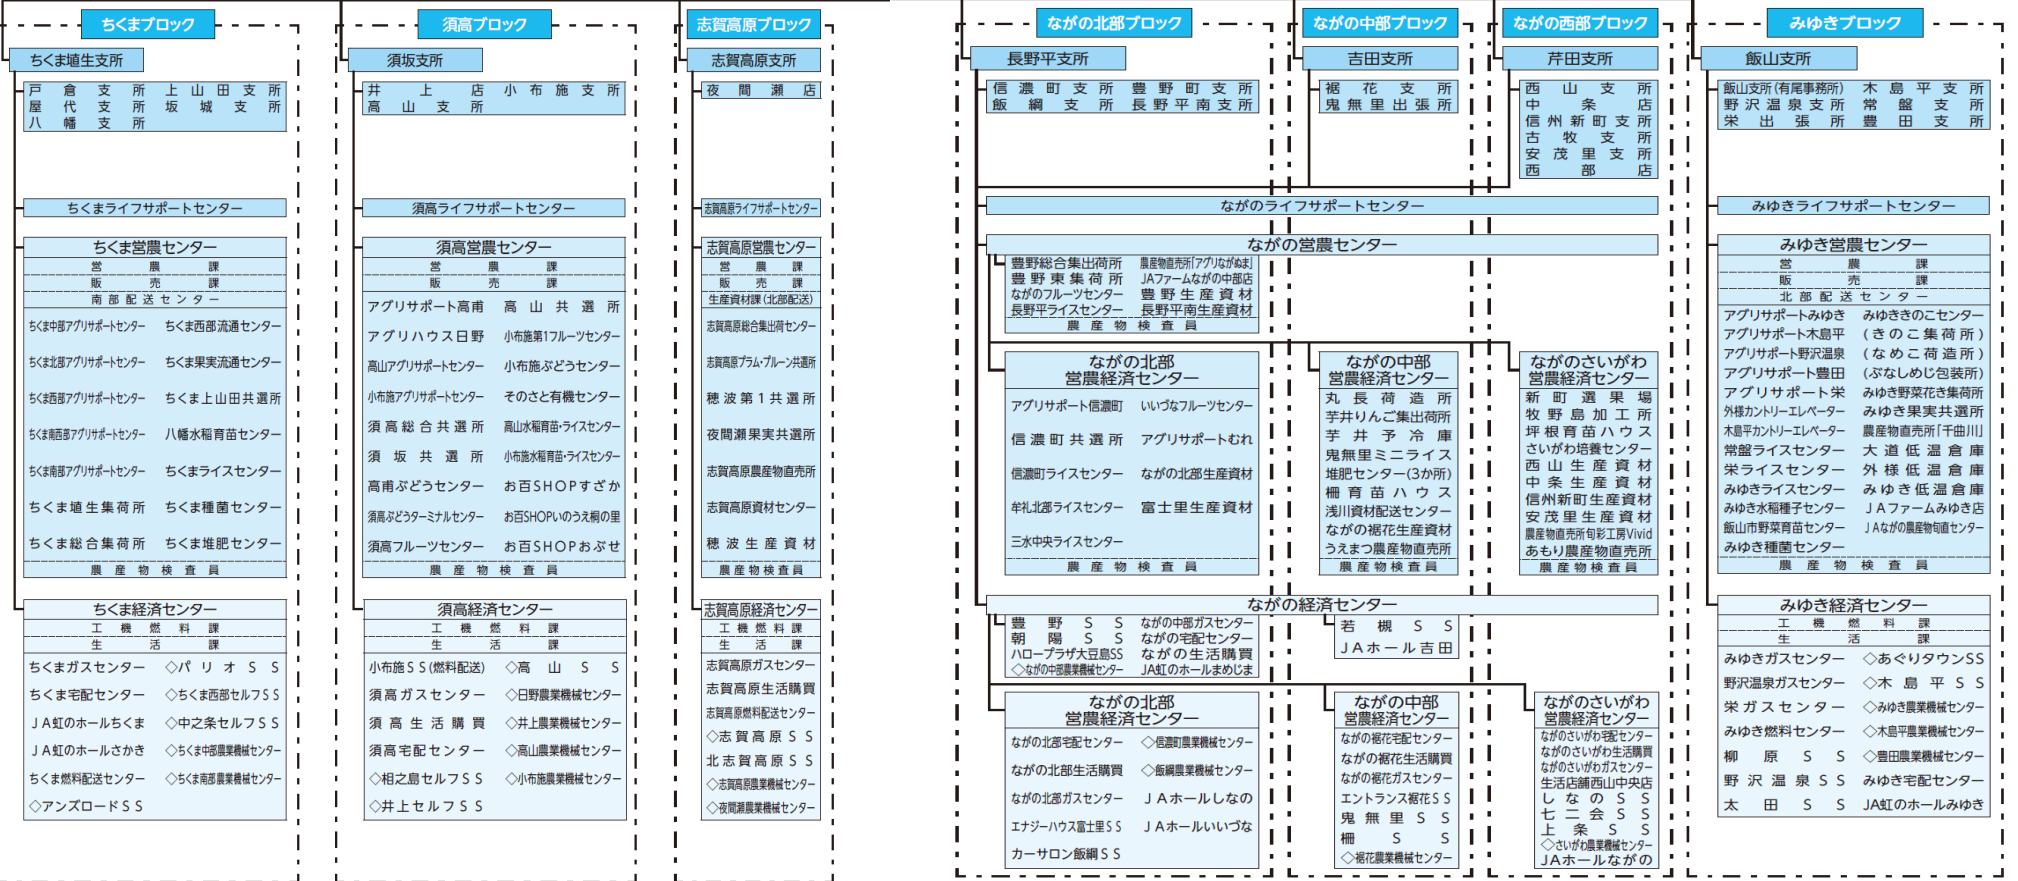 ちくまブロック
ちくま埴生支所
戸倉支所 上山田支所
屋代支所 坂城支所
八幡支所
ちくまライフサポートセンター
ちくま営農センター
営農課
販売課
南部配送センター
ちくま中部アグリサポートセンター ちくま西部流通センター
ちくま北部アグリサポートセンター ちくま果実流通センター
ちくま西部アグリサポートセンター ちくま上山田共選所
ちくま南西部アグリサポートセンター 八幡水稲育苗センター
ちくま南部アグリサポートセンター ちくまライスセンター
ちくま埴生集荷所 ちくま種菌センター
ちくま総合集荷所 ちくま堆肥センター
農産物検査員
ちくま経済センター
工機燃料課
生活課
ちくまガスセンター ◇パリオSS
ちくま宅配センター ◇ちくま西部セルフSS
JA虹のホールちくま ◇中之条セルフSS
JA虹のホールさかき ◇ちくま中部農業機械センター
ちくま燃料配送センター ◇ちくま南部農業機械センター
◇アンズロードSS
須高ブロック
須坂支所
井上店 小布施支所
高山支所
須高ライフサポートセンター
須高営農センター
営農課
販売課
アグリサポート高甫 高山共選所
アグリハウス日野 小布施第1フルーツセンター
高山アグリサポートセンター 小布施ぶどうセンター
小布施アグリサポートセンター そのさと有機センター
須高総合共選所 高山水稲育苗・ライスセンター
須坂共選所 小布施水稲育苗・ライスセンター
高甫ぶどうセンター お百SHOPすざか
須高ぶどうターミナルセンター お百SHOPいのうえ桐の里
須高フルーツセンター お百SHOPおぶせ
農産物検査員
須高経済センター
工機燃料課
生活課
小布施SS(燃料配送) ◇高山SS
須高ガスセンター ◇日野農業機械センター
須高生活購買 ◇井上農業機械センター
須高宅配センター ◇高山農業機械センター
◇相之島セルフSS ◇小布施農業機械センター
◇井上セルフSS
志賀高原ブロック
志賀高原支所
夜間瀬店
志賀高原ライフサポートセンター
志賀高原営農センター
営農課
販売課
生産資材課(北部配送)
志賀高原総合集出荷センター
志賀高原プラム・プルーン共選所
穂波第1共選所
夜間瀬果実共選所
志賀高原農産物直売所
志賀高原資材センター
穂波生産資材
農産物検査員
志賀高原経済センター
工機燃料課
生活課
志賀高原ガスセンター
志賀高原生活購買
志賀高原燃料配送センター
◇志賀高原SS
北志賀高原SS
◇志賀高原農業機械センター
◇夜間瀬農業機械センター
ながの北部ブロック
長野平支所
信濃町支所 豊野町支所
飯綱支所 長野平南支所
ながの中部ブロック
吉田支所
裾花支所
鬼無里出張所
ながの西部ブロック
芹田支所
西山支所
中条店
信州新町支所
古牧支所
安茂里支所
西部店
ながのライフサポートセンター
ながの営農センター
豊野総合集出荷所 農産物直売所「アグリながぬま」
豊野東集荷所 JAファームながの中部店
ながのフルーツセンター 豊野生産資材
長野平ライスセンター 長野平南生産資材
農産物検査員
ながの北部
営農経済センター
アグリサポート信濃町 いいづなフルーツセンター
信濃町共選所 アグリサポートむれ
信濃町ライスセンター ながの北部生産資材
牟礼北部ライスセンター 富士里生産資材
三水中央ライスセンター
農産物検査員
ながの中部
営農経済センター
丸長荷造所
芋井りんご集出荷所
芋井予冷庫
鬼無里ミニライス
堆肥センター(3か所)
柵育苗ハウス
浅川資材配送センター
ながの裾花生産資材
うえまつ農産物直売所
農産物検査員
ながのさいがわ
営農経済センター
新町選果場
牧野島加工所
坪根育苗ハウス
さいがわ培養センター
西山生産資材
中条生産資材
信州新町生産資材
安茂里生産資材
農産物直売所旬彩工房Vivid
あもり農産物直売所
農産物検査員
ながの経済センター
豊野SS ながの中部ガスセンター
朝陽SS ながの宅配センター
ハロープラザ大豆島SS ながの生活購買
◇ながの中部農業機械センター JA虹のホールまめじま
若槻SS
JAホール吉田
ながの北部
営農経済センター
ながの北部宅配センター ◇信濃町農業機械センター
ながの北部生活購買 ◇飯綱農業機械センター
ながの北部ガスセンター JAホールしなの
エナジーハウス富士里SS JAホールいいづな
カーサロン飯綱SS
ながの中部
営農経済センター
ながの裾花宅配センター
ながの裾花生活購買
ながの裾花ガスセンター
エントランス裾花SS
鬼無里SS
柵SS
◇裾花農業機械センター
ながのさいがわ
営農経済センター
ながのさいがわ宅配センター
ながのさいがわ生活購買
ながのさいがわガスセンター
生活店舗西山中央店
しなのSS
七二会SS
上条SS
◇さいがわ農業機械センター
JAホールながの
みゆきブロック
飯山支所
飯山支所(有尾事務所) 木島平支所
野沢温泉支所 常盤支所
栄出張所 豊田支所
みゆきライフサポートセンター
みゆき営農センター
営農課
販売課
北部配送センター
アグリサポートみゆき みゆききのこセンター
アグリサポート木島平 (きのこ集荷所)
アグリサポート野沢温泉 (なめこ荷造所)
アグリサポート豊田 (ぶなしめじ包装所)
アグリサポート栄 みゆき野菜花き集荷所
外様カントリーエレベーター みゆき果実共選所
木島平カントリーエレベーター 農産物直売所「千曲川」
常盤ライスセンター 大道低温倉庫
栄ライスセンター 外様低温倉庫
みゆきライスセンター みゆき低温倉庫
みゆき水稲種子センター JAファームみゆき店
飯山市野菜育苗センター JAながの農産物旬直センター
みゆき種菌センター
農産物検査員
みゆき経済センター
工機燃料課
生活課
みゆきガスセンター ◇あぐりタウンSS
野沢温泉ガスセンター ◇木島平SS
栄ガスセンター ◇みゆき農業機械センター
みゆき燃料センター ◇木島平農業機械センター
柳原SS ◇豊田農業機械センター
野沢温泉SS みゆき宅配センター
太田SS JA虹のホールみゆき